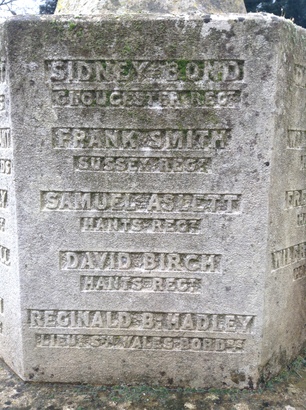 SIDNEY BOND
GLOUCESTER REGT
FRANK SMITH
SUSSEX REGT
SAMUEL ASLETT
HANTS REGT
DAVID BIRCH
HANTS REGT
REGINALD B. HADLEY
LIEUT STH WALES BORDRS